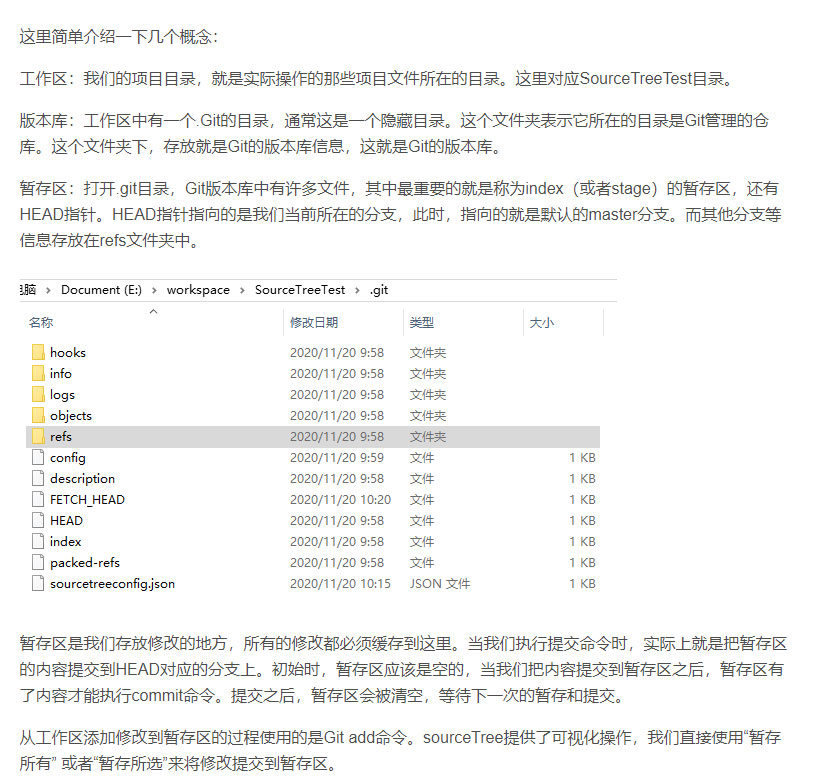 这里简单介绍一下几个概念：
工作区：我们的项目目录，就是实际操作的那些项目文件所在的目录。这里对应SourceTreeTest目录。
版本库：工作区中有一个.Git的目录，通常这是一个隐藏目录。这个文件夹表示它所在的目录是Git管理的仓
库。这个文件夹下，存放就是Git的版本库信息，这就是Git的版本库。
暂存区：打开.git目录，Git版本库中有许多文件，其中最重要的就是称为index（或者stage）的暂存区，还有
HEAD指针。HEAD指针指向的是我们当前所在的分支，此时，指向的就是默认的master分支。而其他分支等
信息存放在refs文件夹中。
电脑 > Document (E:) > workspace > SourceTreeTest > .git
名称 修改日期 类型 大小
hooks 2020/11/20 9:58 文件夹
info 2020/11/20 9:58 文件夹
logs 2020/11/20 9:58 文件夹
objects 2020/11/20 9:58 文件夹
refs 2020/11/20 9:58 文件夹
config 2020/11/20 9:59 文件 1 KB
description 2020/11/20 9:58 文件 1 KB
FETCH_HEAD 2020/11/20 10:20 文件 1 KB
HEAD 2020/11/20 9:58 文件 1 KB
index 2020/11/20 9:58 文件 1 KB
packed-refs 2020/11/20 9:58 文件 1 KB
sourcetreeconfig.json 2020/11/20 10:15 JSON 文件 1 KB
暂存区是我们存放修改的地方，所有的修改都必须缓存到这里。当我们执行提交命令时，实际上就是把暂存区
的内容提交到HEAD对应的分支上。初始时，暂存区应该是空的，当我们把内容提交到暂存区之后，暂存区有
了内容才能执行commit命令。提交之后，暂存区会被清空，等待下一次的暂存和提交。
从工作区添加修改到暂存区的过程使用的是Git add命令。sourceTree提供了可视化操作，我们直接使用“暂存
所有” 或者“暂存所选”来将修改提交到暂存区。